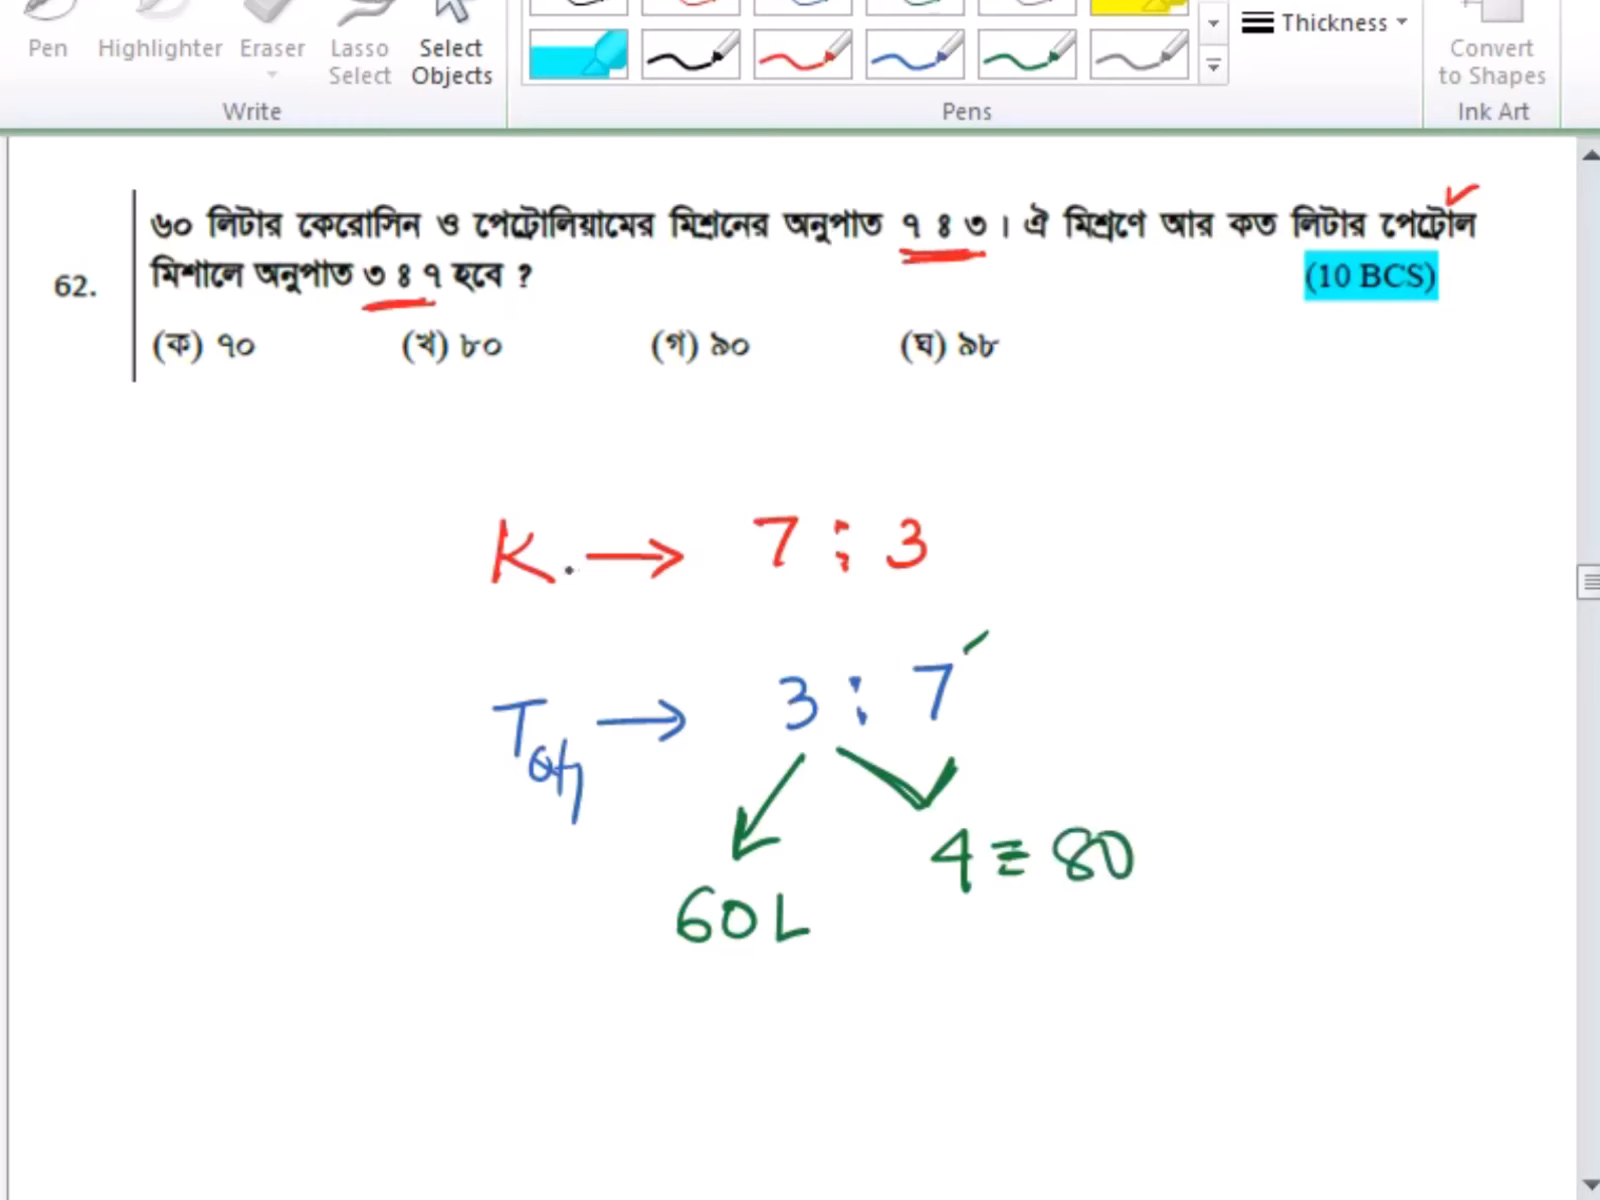 Pen Highlighter Eraser Lasso Select Select Objects Thickness Convert to Shapes
Write Pens Ink Art
62.
৬০ লিটার কেরোসিন ও পেট্রোলিয়ামের মিশ্রনের অনুপাত ৭ ঃ ৩ । ঐ মিশ্রণে আর কত লিটার পেট্রোল
মিশালে অনুপাত ৩ ঃ ৭ হবে ? (10 BCS)
(ক) ৭০ (খ) ৮০ (গ) ৯০ (ঘ) ৯৮
K. → 7 : 3
T → 3 : 7
4 ≡ 80
60 L